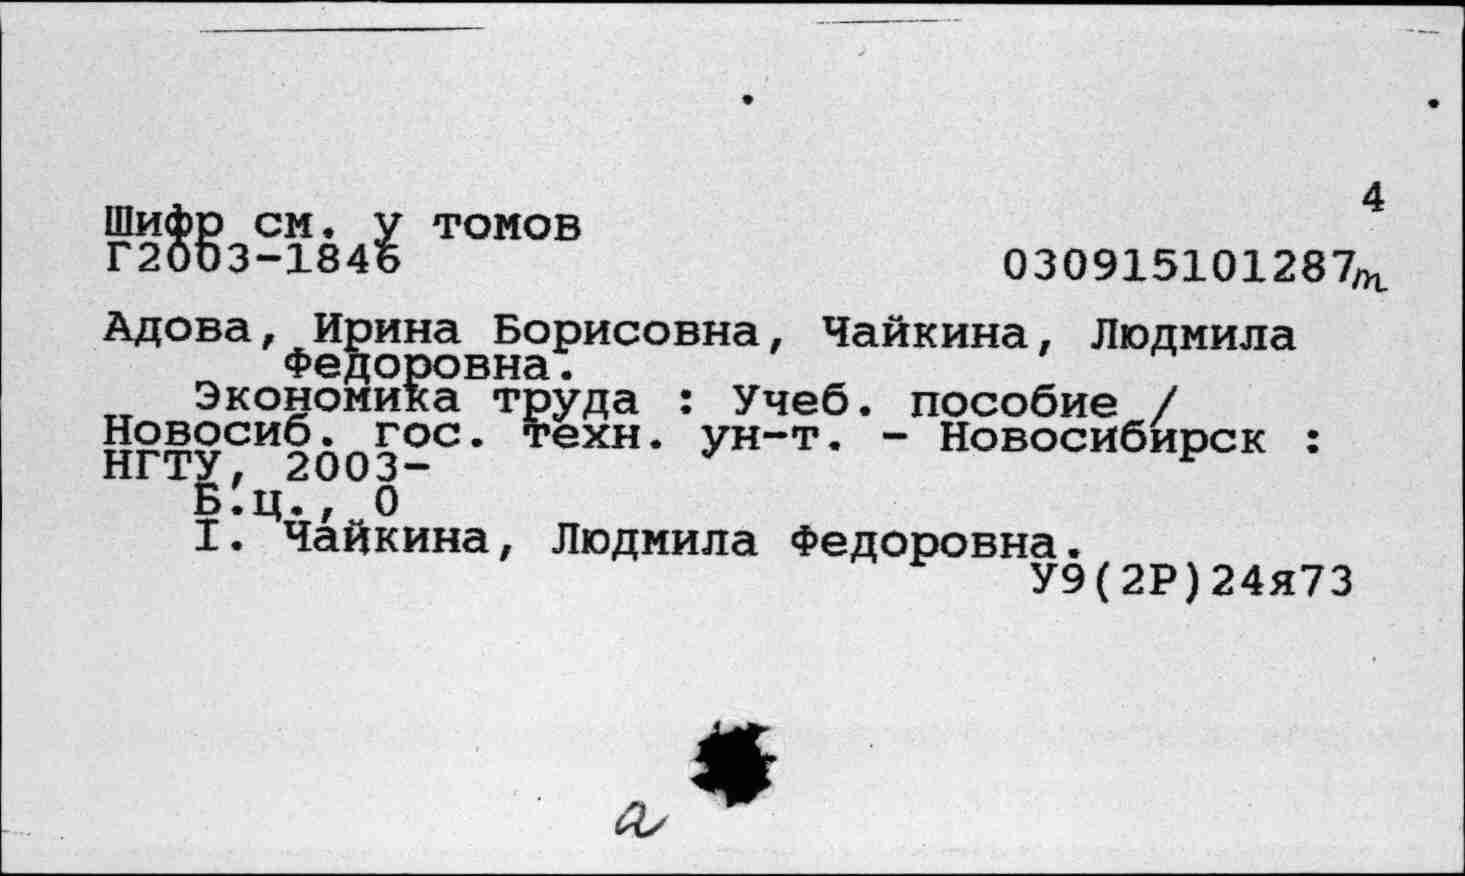 4
Шифр см. у томов
Г2003-1846
030915101287т
Адова, Ирина Борисовна, Чайкина, Людмила
Федоровна.
Экономика труда : Учеб. пособие /
Новосиб. гос. техн. ун-т. - Новосибирск :
НГТУ, 2003-
Б.ц., 0
I. Чайкина, Людмила Федоровна.
У9(2Р)24я73
а